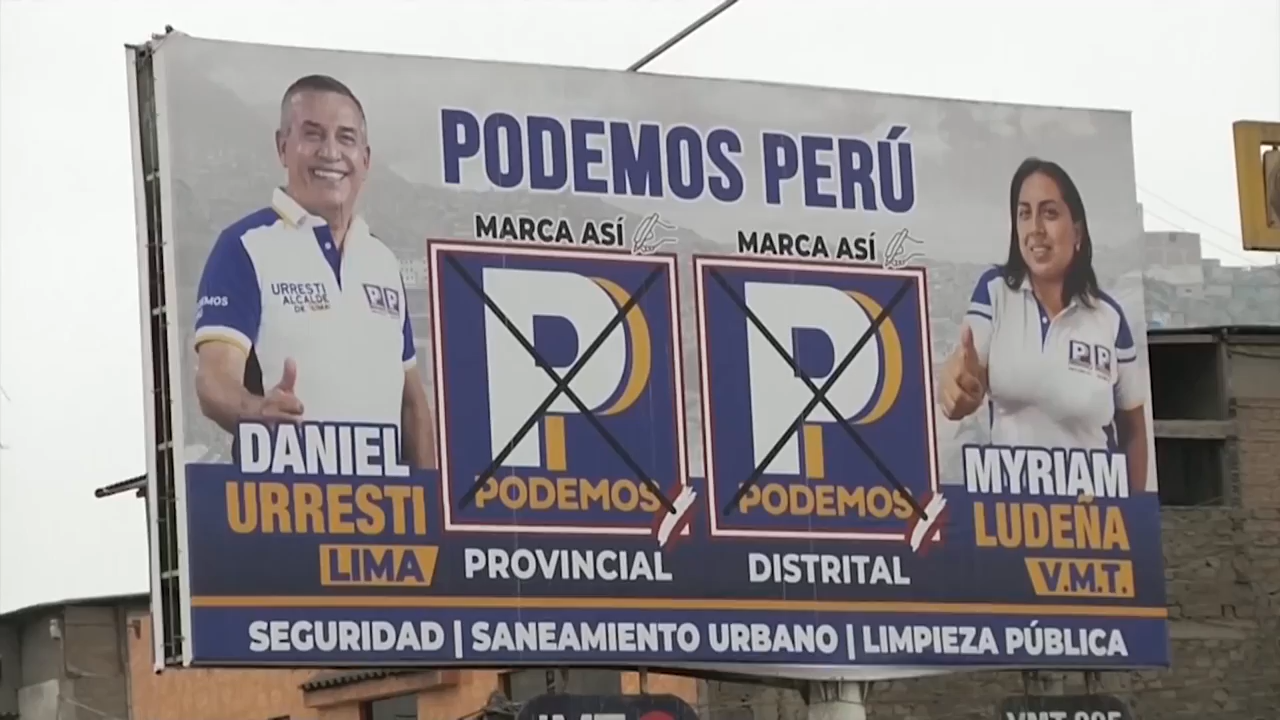 PODEMOS PERÚ
MARCA ASÍ
MARCA ASÍ
URRESTI
ALCALDE
DE LIMA
PP
PP
P
PODEMOS
P
PODEMOS
DANIEL
URRESTI
LIMA
MYRIAM
LUDEÑA
V.M.T.
PROVINCIAL
DISTRITAL
SEGURIDAD | SANEAMIENTO URBANO | LIMPIEZA PÚBLICA